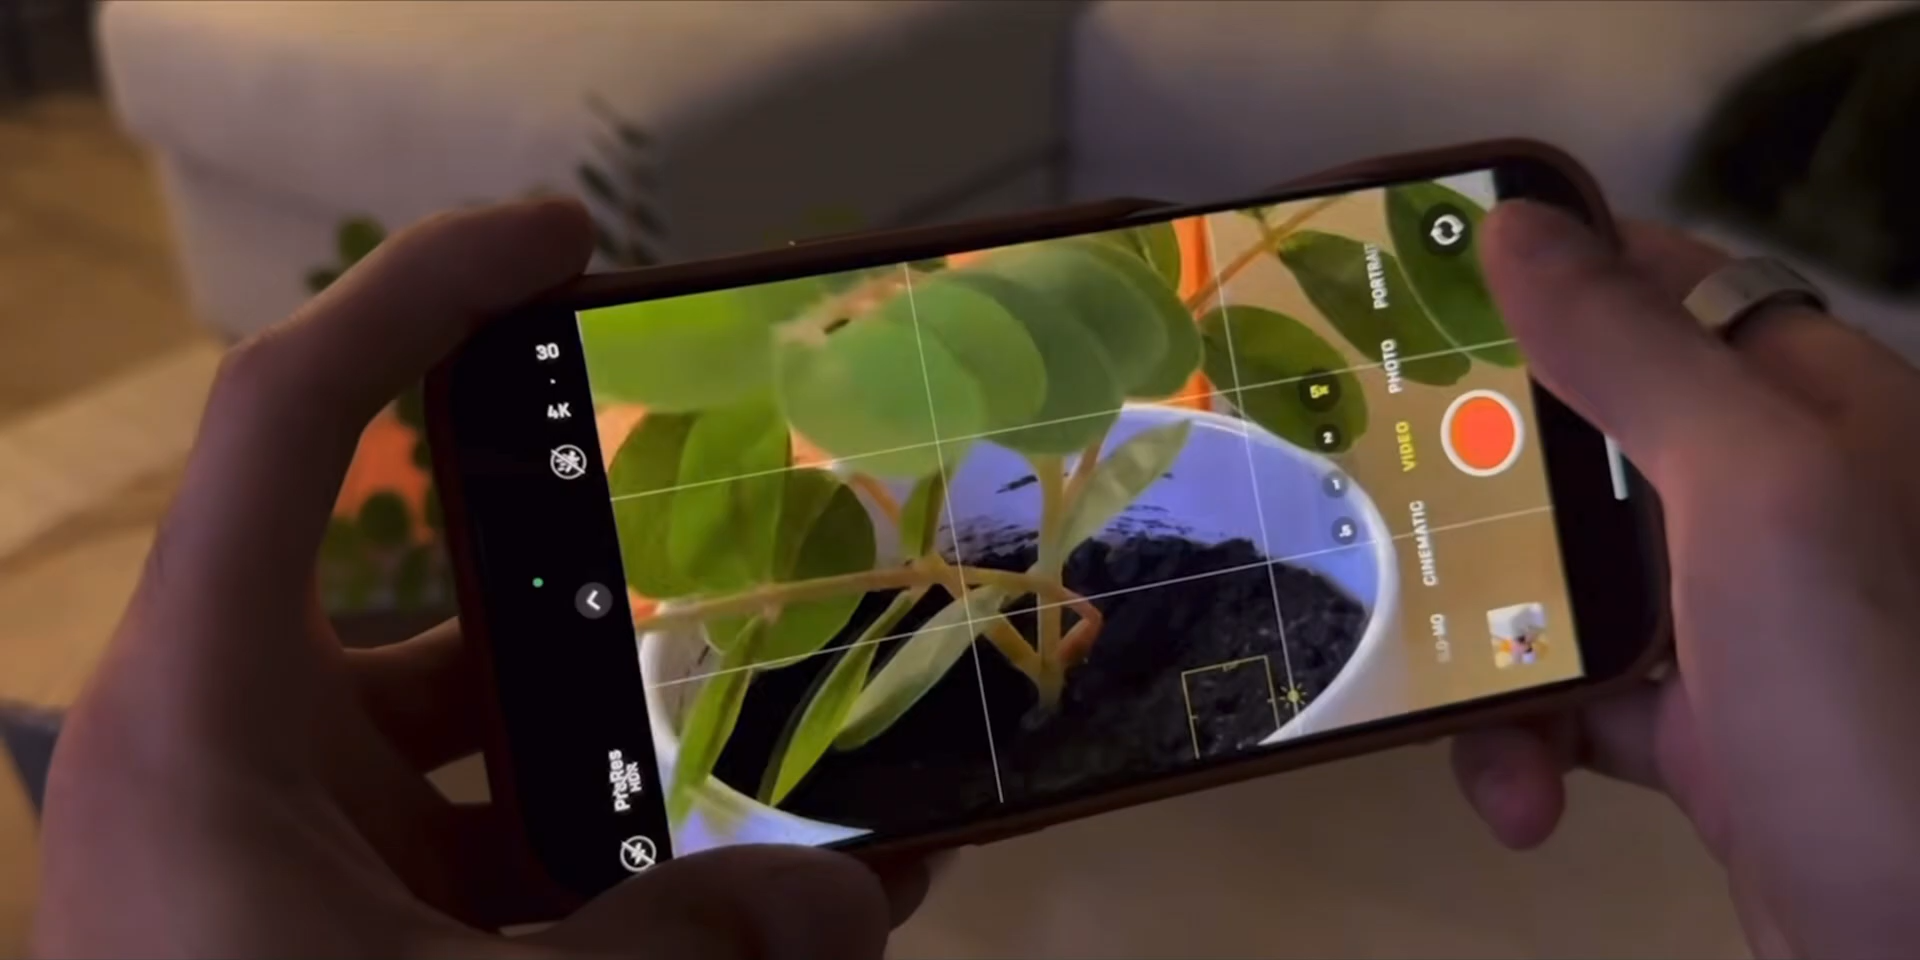 30
4K
ProRes
HDR
5x
2
1
.5
PORTRAIT
PHOTO
VIDEO
CINEMATIC
SLO-MO